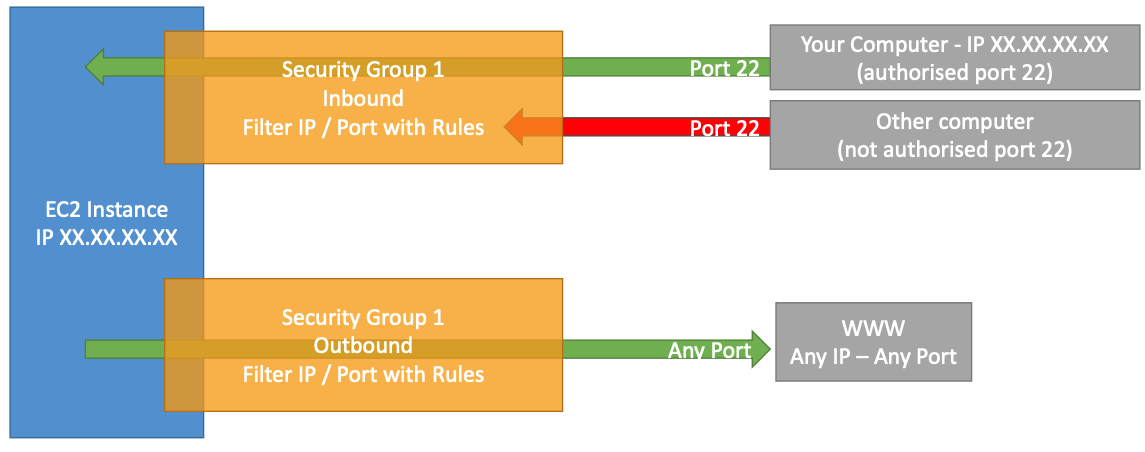 EC2 Instance
IP XX.XX.XX.XX
Security Group 1
Inbound
Filter IP / Port with Rules
Port 22
Your Computer - IP XX.XX.XX.XX
(authorised port 22)
Port 22
Other computer
(not authorised port 22)
Security Group 1
Outbound
Filter IP / Port with Rules
Any Port
WWW
Any IP – Any Port